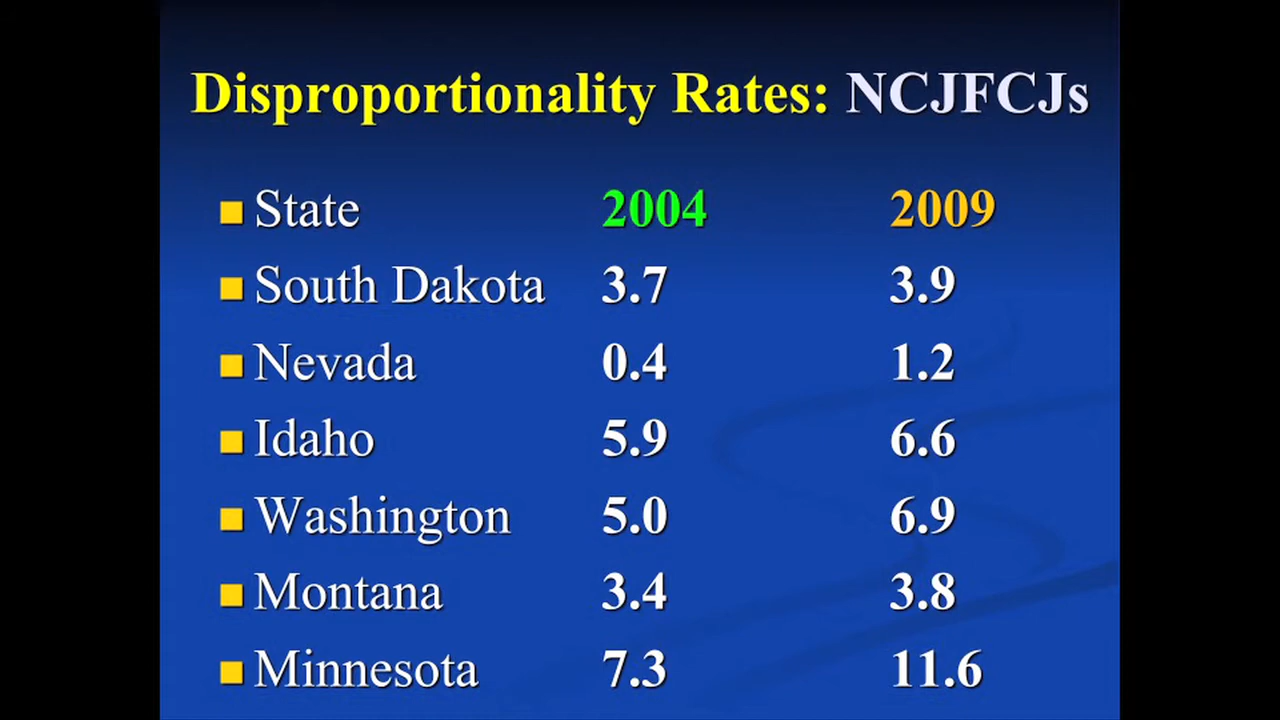 Disproportionality Rates: NCJFCJs
State 2004 2009
South Dakota 3.7 3.9
Nevada 0.4 1.2
Idaho 5.9 6.6
Washington 5.0 6.9
Montana 3.4 3.8
Minnesota 7.3 11.6